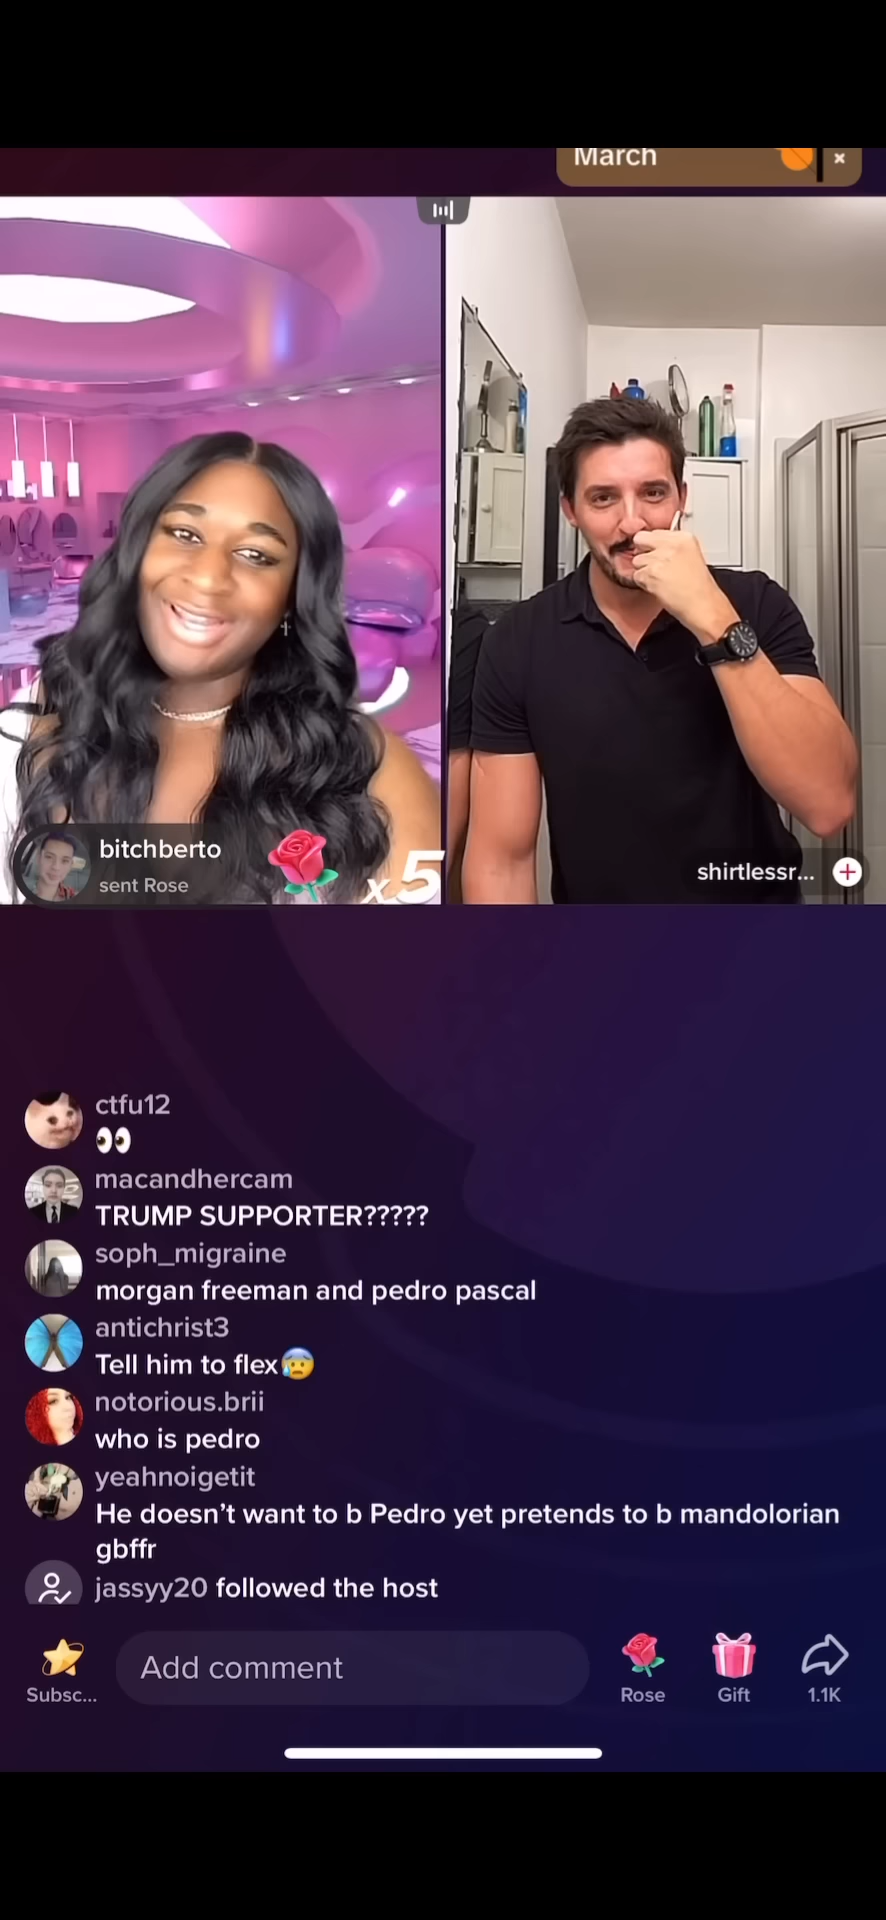 March
bitchberto
sent Rose
x5
shirtlessr...
ctfu12
👀
macandhercam
TRUMP SUPPORTER?????
soph_migraine
morgan freeman and pedro pascal
antichrist3
Tell him to flex😰
notorious.brii
who is pedro
yeahnoigetit
He doesn’t want to b Pedro yet pretends to b mandolorian
gbffr
jassyy20 followed the host
Add comment
Subsc...
Rose
Gift
1.1K